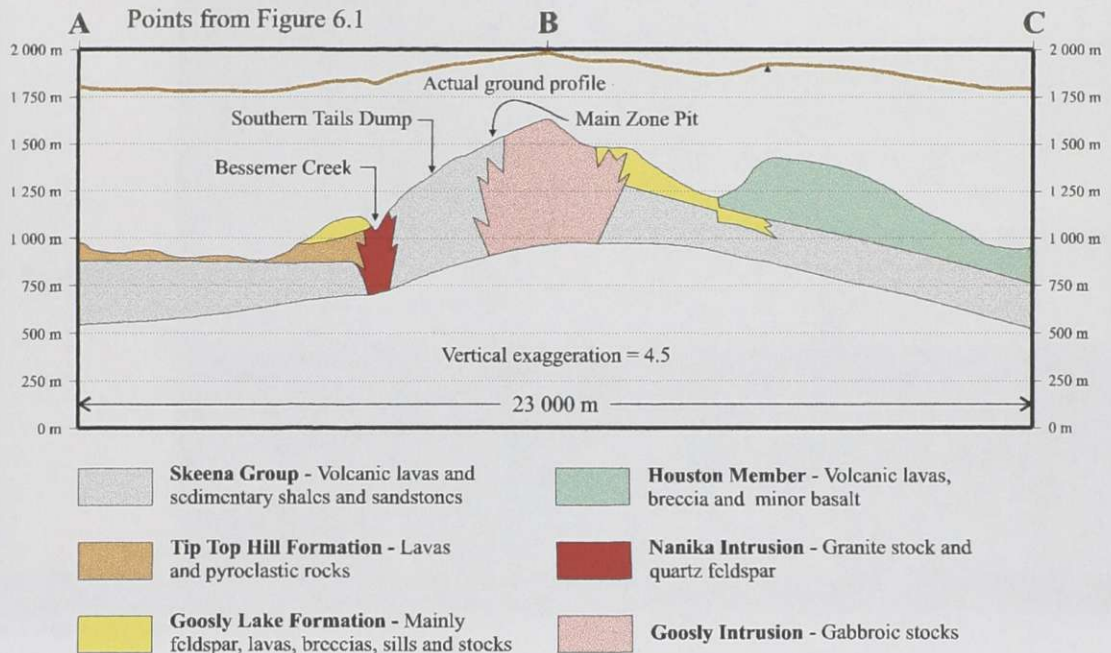 A Points from Figure 6.1 B C
2 000 m 2 000 m
Actual ground profile
1 750 m 1 750 m
Southern Tails Dump Main Zone Pit
1 500 m 1 500 m
Bessemer Creek
1 250 m 1 250 m
1 000 m 1 000 m
750 m 750 m
500 m 500 m
Vertical exaggeration = 4.5
250 m 250 m
23 000 m
0 m 0 m
Skeena Group - Volcanic lavas and
sedimentary shales and sandstones
Tip Top Hill Formation - Lavas
and pyroclastic rocks
Goosly Lake Formation - Mainly
feldspar, lavas, breccias, sills and stocks
Houston Member - Volcanic lavas,
breccia and minor basalt
Nanika Intrusion - Granite stock and
quartz feldspar
Goosly Intrusion - Gabbroic stocks